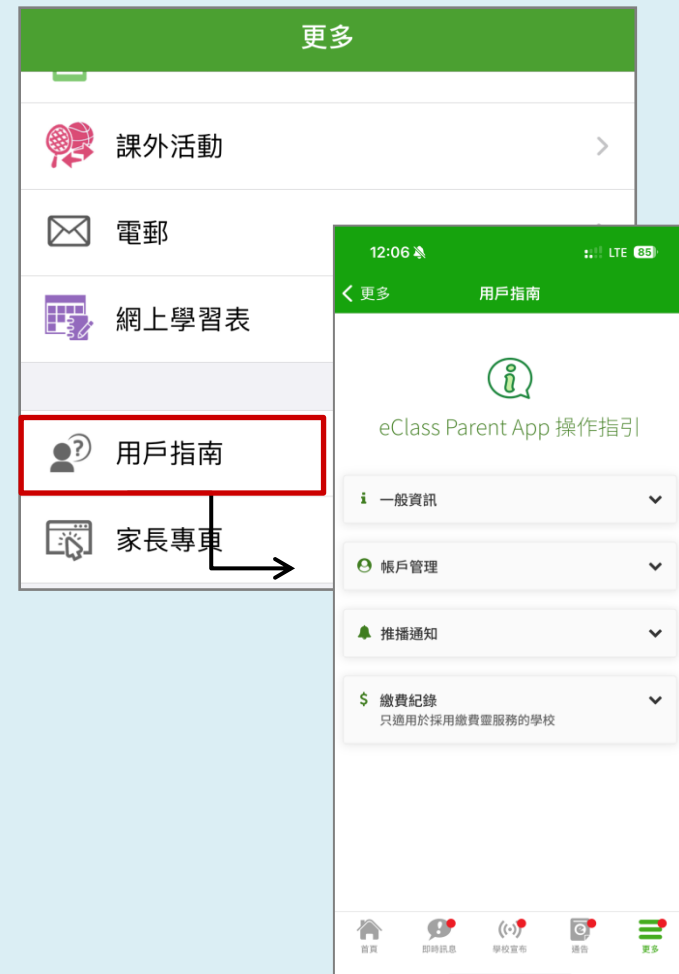 更多
課外活動
電郵
網上學習表
用戶指南
家長專頁
12:06
LTE 85
更多
用戶指南
eClass Parent App 操作指引
一般資訊
帳戶管理
推播通知
$ 繳費紀錄
只適用於採用繳費靈服務的學校
首頁
即時訊息
學校宣布
通告
更多